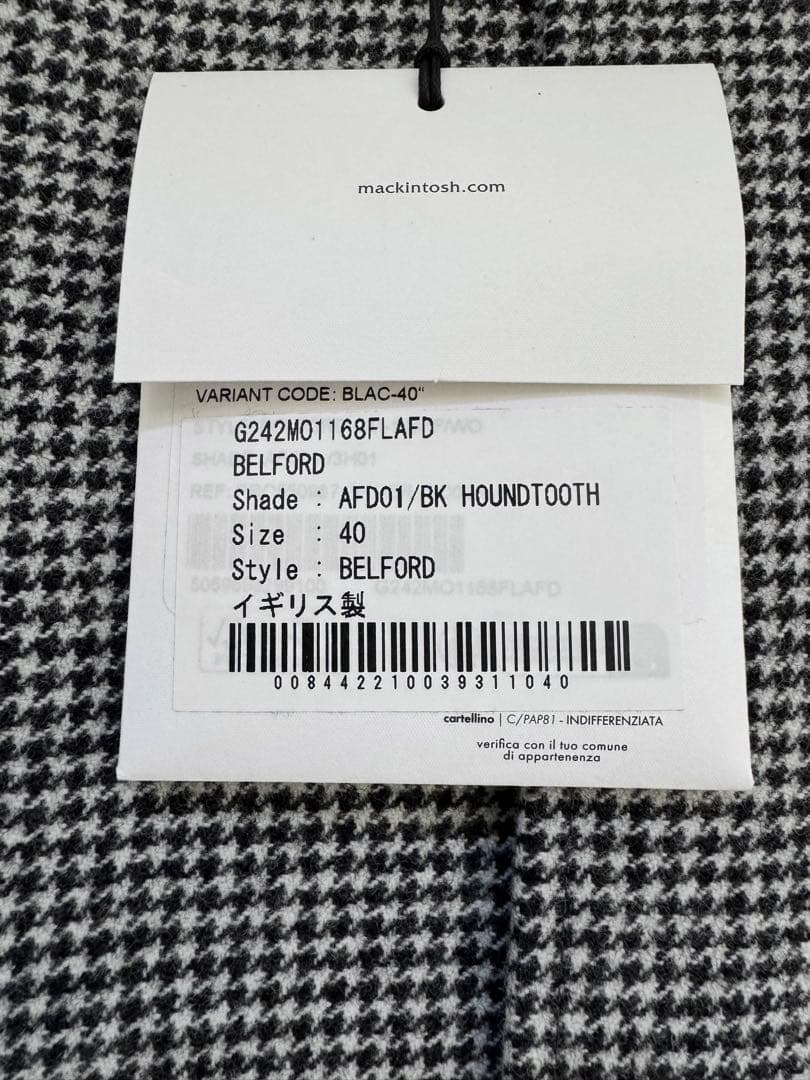 mackintosh.com
VARIANT CODE: BLAC-40"
G242MO1168FLAFD
BELFORD
Shade : AFD01/BK HOUNDTOOTH
Size : 40
Style : BELFORD
イギリス製
008442210039311040
cartellino | C/PAP81 - INDIFFERENZIATA
verifica con il tuo comune
di appartenenza